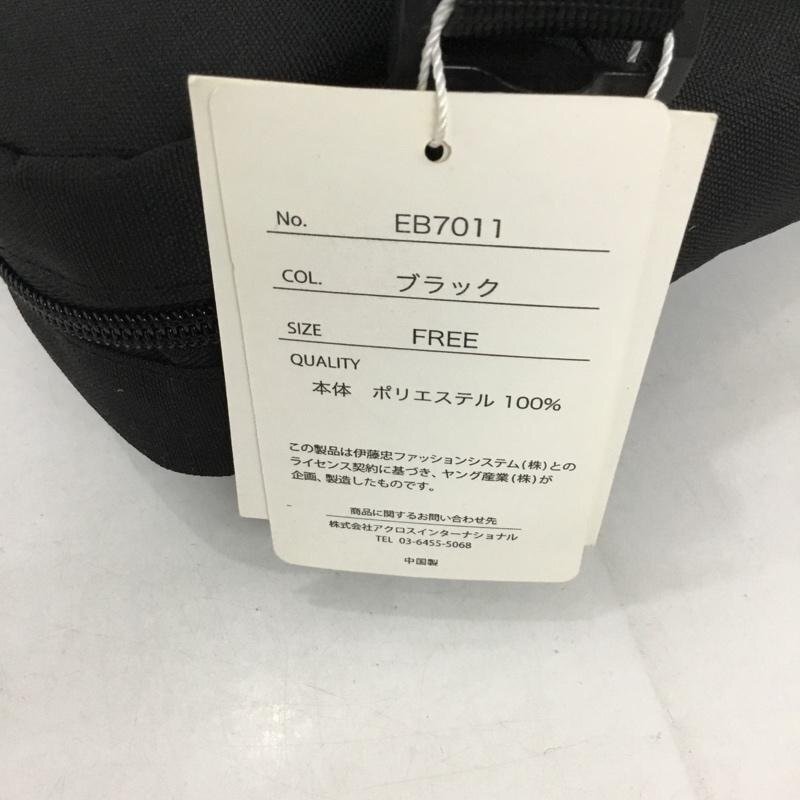 No. EB7011
COL. ブラック
SIZE FREE
QUALITY
本体 ポリエステル 100%
この製品は伊藤忠ファッションシステム(株)との
ライセンス契約に基づき、ヤング産業(株)が
企画、製造したものです。
商品に関するお問い合わせ先
株式会社アクロスインターナショナル
TEL 03-6455-5068
中国製